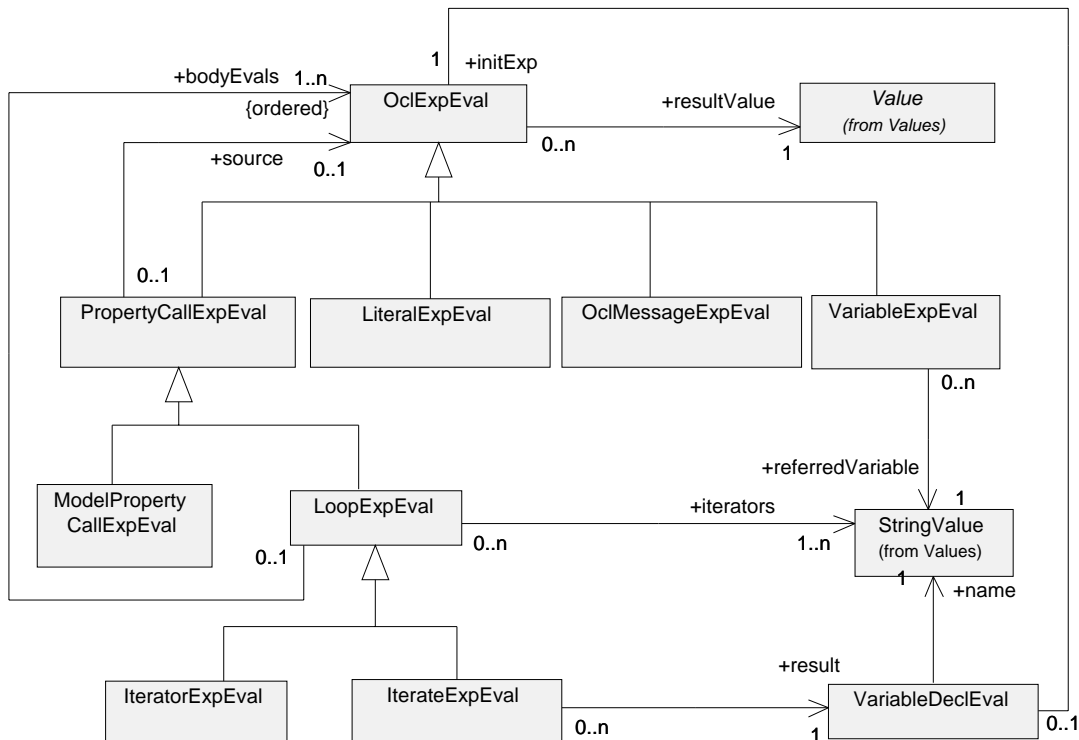 1
+initExp
+bodyEvals
1..n
{ordered}
OclExpEval
+resultValue
0..n
1
Value
(from Values)
+source
0..1
0..1
PropertyCallExpEval
LiteralExpEval
OclMessageExpEval
VariableExpEval
0..n
+referredVariable
1
ModelProperty
CallExpEval
LoopExpEval
0..1
0..n
+iterators
1..n
StringValue
(from Values)
1
+name
IteratorExpEval
IterateExpEval
0..n
+result
1
VariableDeclEval
0..1